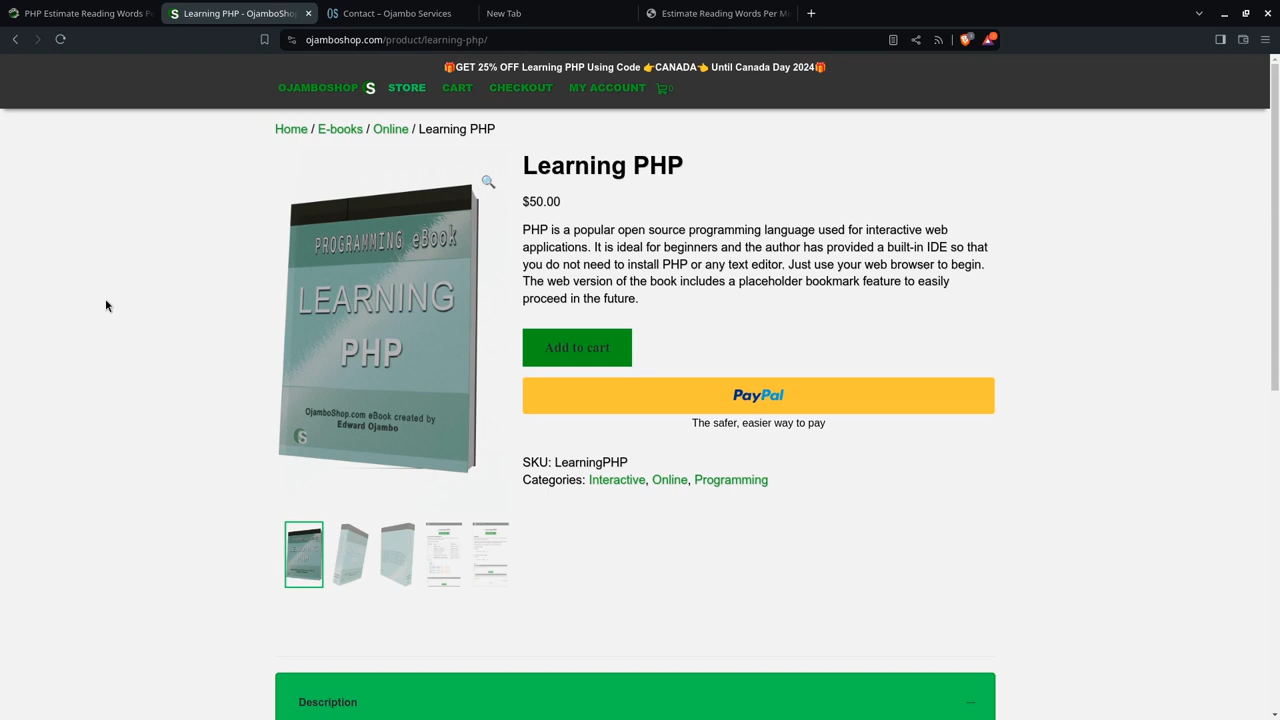 PHP Estimate Reading Words Pe
Learning PHP - OjamboSho
Contact – Ojambo Services
New Tab
Estimate Reading Words Per Mi
ojamboshop.com/product/learning-php/
🎁GET 25% OFF Learning PHP Using Code 👉CANADA👈 Until Canada Day 2024🎁
OJAMBOSHOP S STORE CART CHECKOUT MY ACCOUNT 0
Home / E-books / Online / Learning PHP
Learning PHP
$50.00
PHP is a popular open source programming language used for interactive web
applications. It is ideal for beginners and the author has provided a built-in IDE so that
you do not need to install PHP or any text editor. Just use your web browser to begin.
The web version of the book includes a placeholder bookmark feature to easily
proceed in the future.
PROGRAMMING eBook
LEARNING
PHP
OjamboShop.com eBook created by
Edward Ojambo
Add to cart
PayPal
The safer, easier way to pay
SKU: LearningPHP
Categories: Interactive, Online, Programming
Description